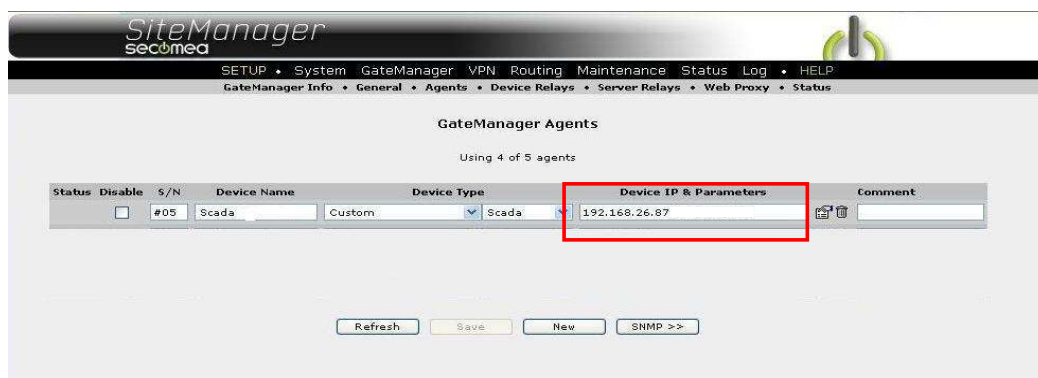 SiteManager
secomea
SETUP • System GateManager VPN Routing Maintenance Status Log • HELP
GateManager Info • General • Agents • Device Relays • Server Relays • Web Proxy • Status
GateManager Agents
Using 4 of 5 agents
Status Disable S/N Device Name Device Type Device IP & Parameters Comment
#05 Scada Custom Scada 192.168.26.87
Refresh Save New SNMP >>